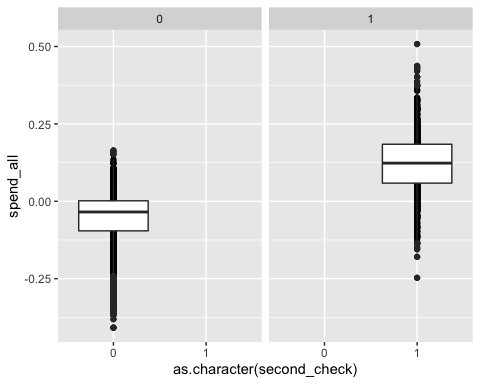 0 1
0.50
0.25
0.00
-0.25
spend_all
0 1 0 1
as.character(second_check)